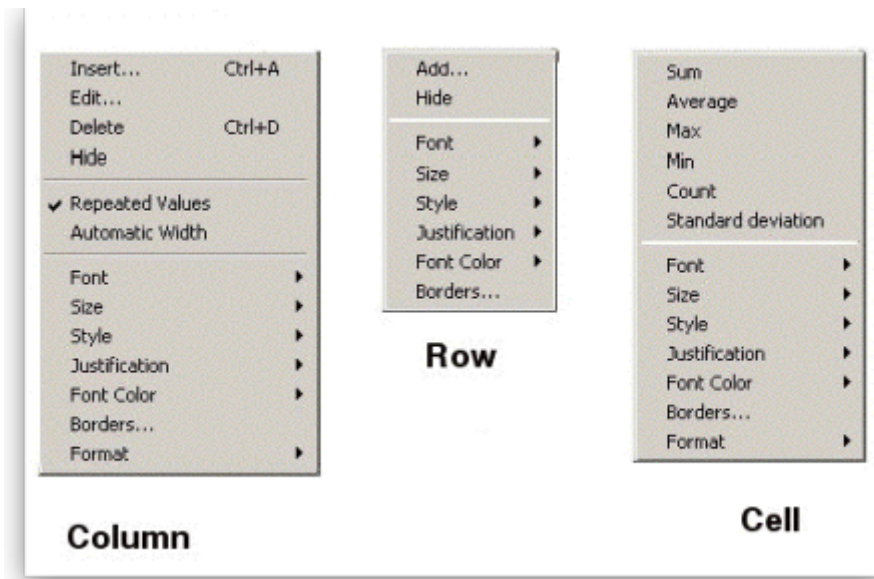 Insert... Ctrl+A
Edit...
Delete Ctrl+D
Hide
Repeated Values
Automatic Width
Font
Size
Style
Justification
Font Color
Borders...
Format
Column
Add...
Hide
Font
Size
Style
Justification
Font Color
Borders...
Row
Sum
Average
Max
Min
Count
Standard deviation
Font
Size
Style
Justification
Font Color
Borders...
Format
Cell